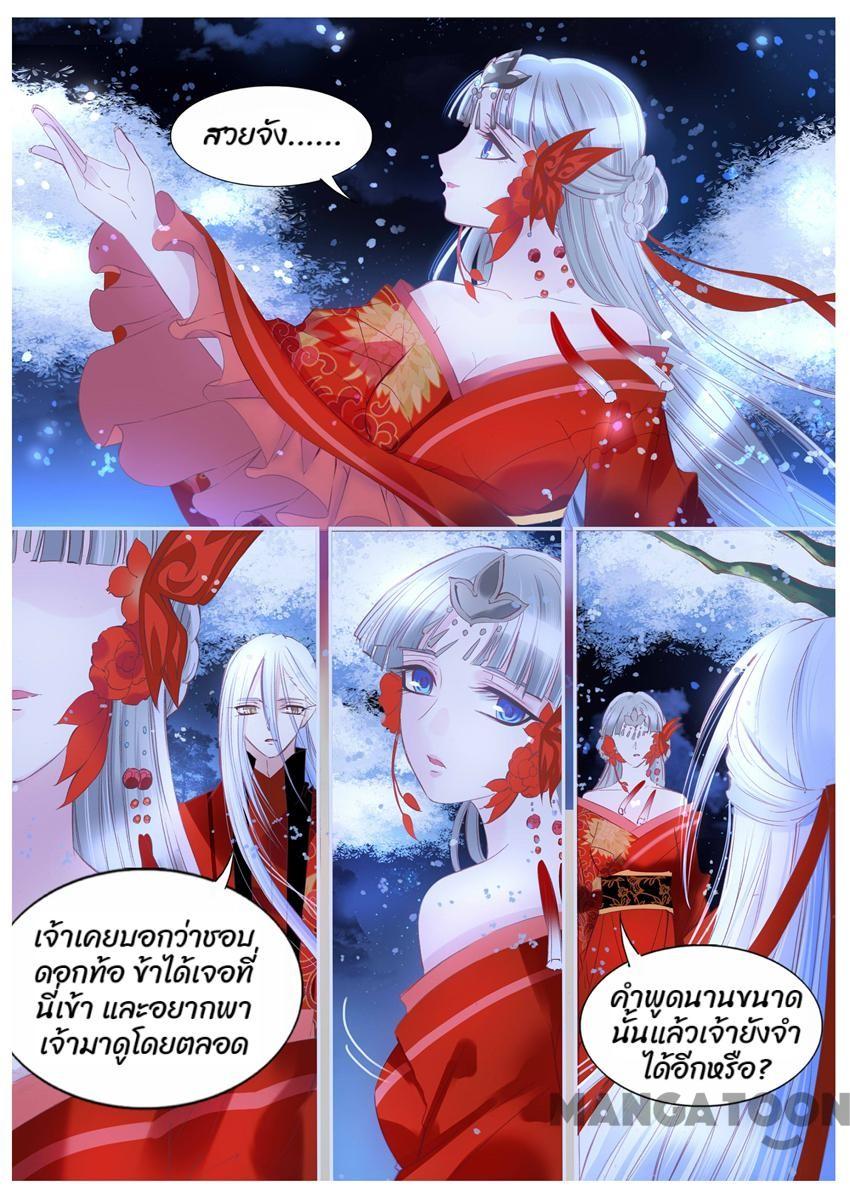 สวยจัง......
เจ้าเคยบอกว่าชอบ
ดอกท้อ ข้าได้เจอที่
นี่เข้า และอยากพา
เจ้ามาดูโดยตลอด
คำพูดนานขนาด
นั้นแล้วเจ้ายังจำ
ได้อีกหรือ?
MANGATOON